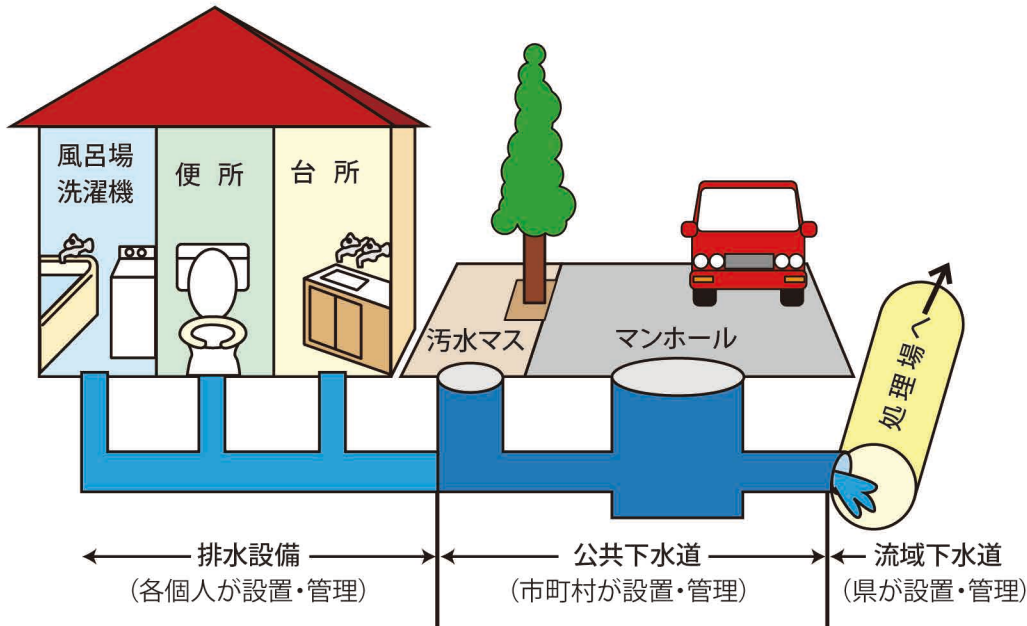 風呂場
洗濯機
便所
台所
汚水マス
マンホール
処理場へ
排水設備
(各個人が設置・管理)
公共下水道
(市町村が設置・管理)
流域下水道
(県が設置・管理)